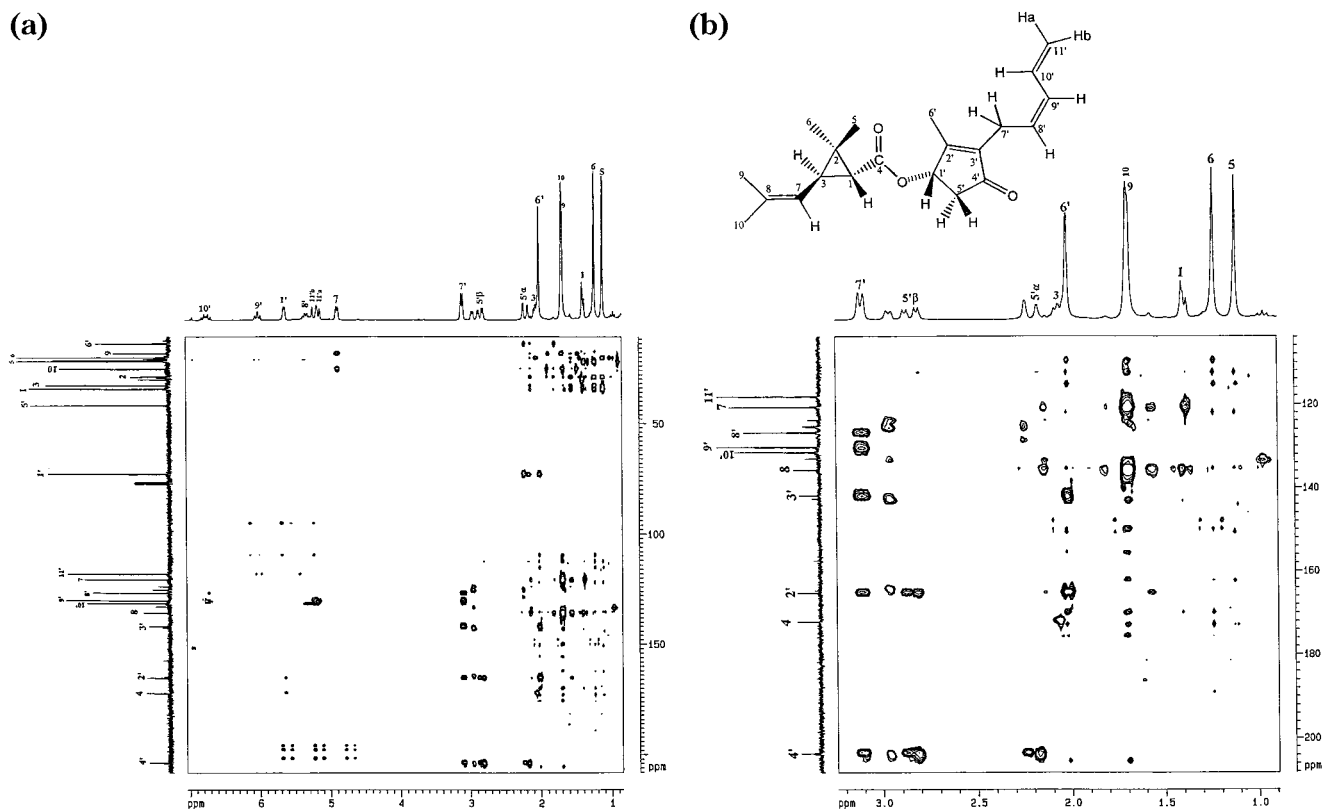 (a)
(b)
Ha
Hb
11'
H
10'
9'
H
H
H
7'
8'
H
6'
6
5
O
2'
3'
H
2
4'
C
4
O
1'
5'
O
3
1
H
H
H
H
9
8
7
10
H
6
5
10
9
6'
1
7'
5'β
5'α
3
10'
9'
1'
8'
11'b
11'a
7
7'
5'β
5'α
3
6'
10
9
1
6
5
6'
9
10
2
3
1
5'
1'
11'
7
8'
9'
10'
8
3'
2'
4
4'
50
100
150
ppm
ppm 6 5 4 3 2 1
11'
7
8'
9'
10'
8
3'
2'
4
4'
120
140
160
180
200
ppm
ppm 3.0 2.5 2.0 1.5 1.0